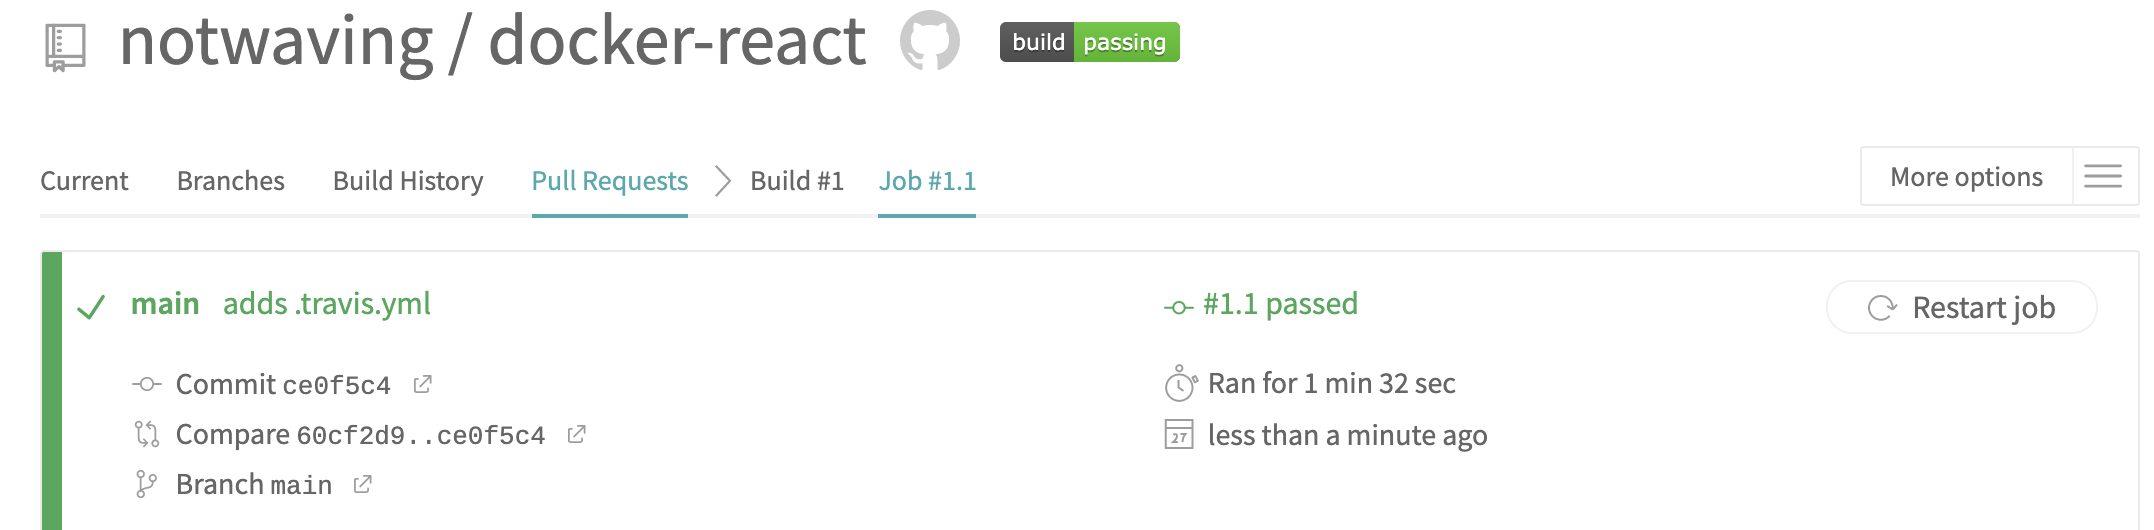 notwaving / docker-react build passing
Current Branches Build History Pull Requests Build #1 Job #1.1 More options
main adds .travis.yml
Commit ce0f5c4
Compare 60cf2d9..ce0f5c4
Branch main
#1.1 passed
Ran for 1 min 32 sec
27 less than a minute ago
Restart job